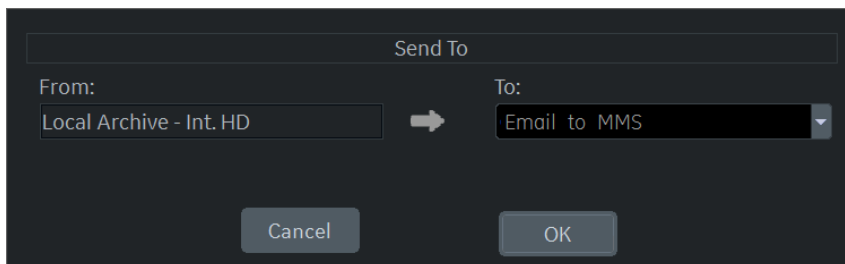 Send To
From:
To:
Local Archive - Int. HD
Email to MMS
Cancel
OK